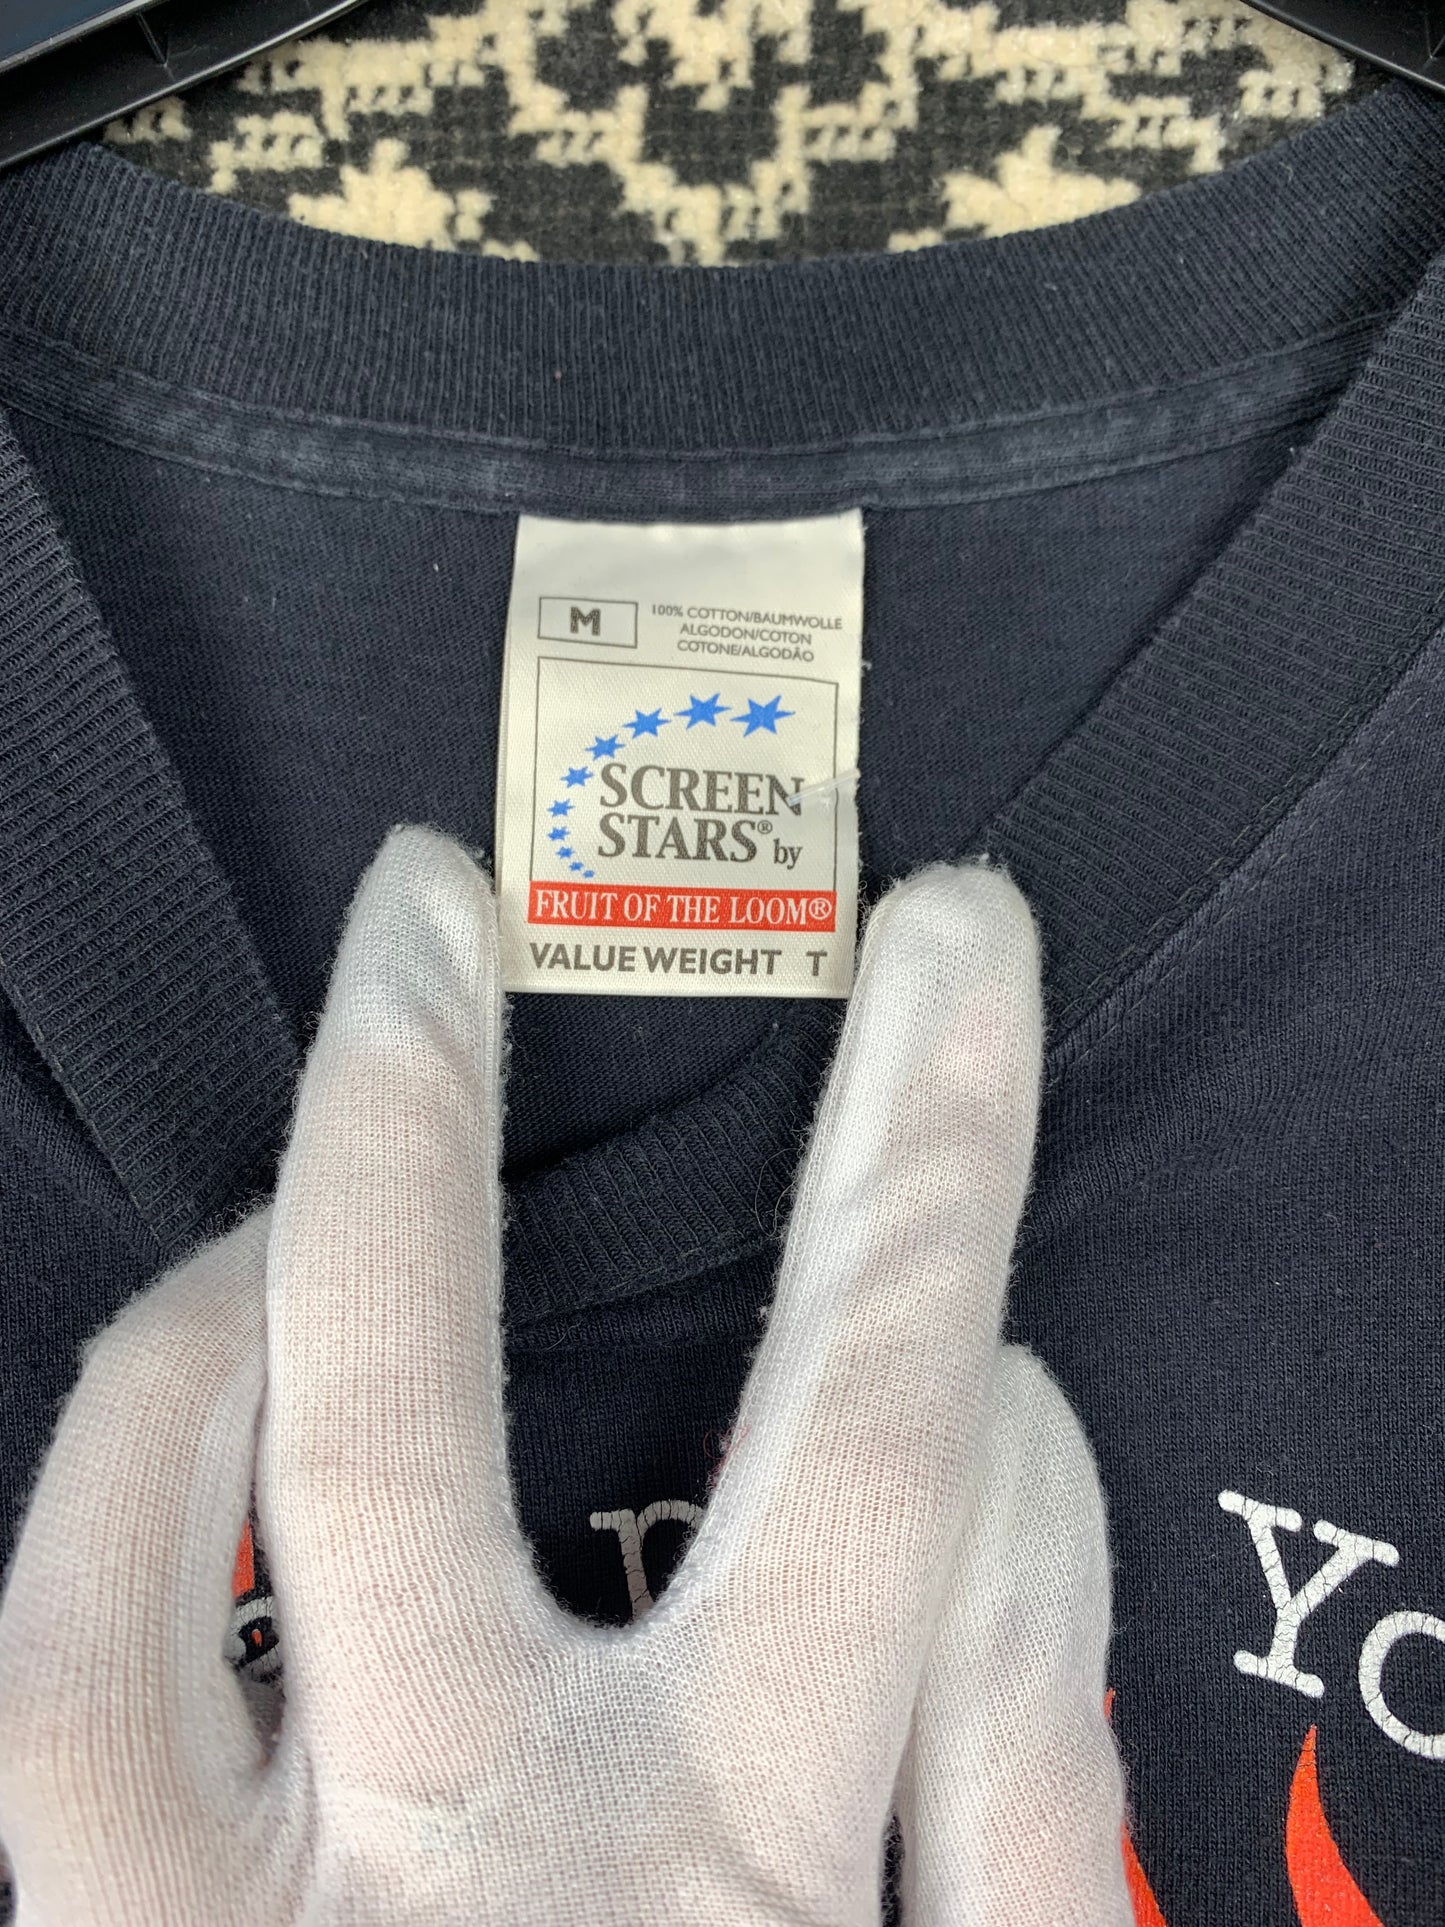 M
100% COTTON/BAUMWOLLE
ALGODON/COTON
COTONE/ALGODÃO
SCREEN
STARS® by
FRUIT OF THE LOOM®
VALUE WEIGHT T